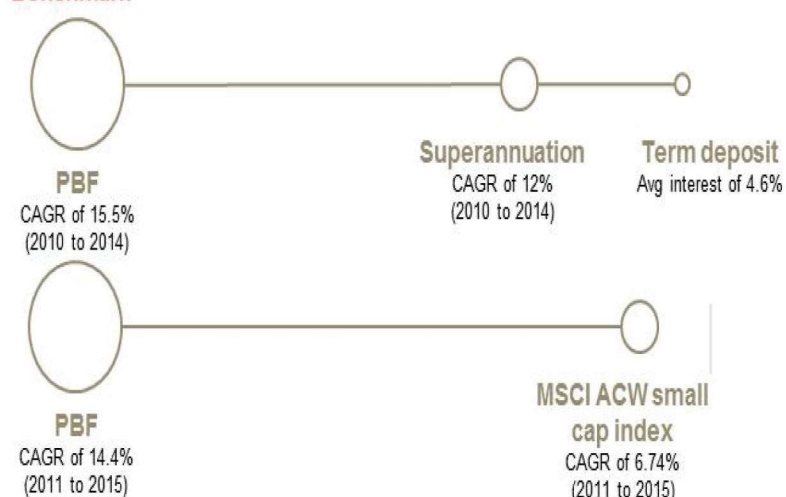 PBF
CAGR of 15.5%
(2010 to 2014)
Superannuation
CAGR of 12%
(2010 to 2014)
Term deposit
Avg interest of 4.6%
PBF
CAGR of 14.4%
(2011 to 2015)
MSCI ACW small
cap index
CAGR of 6.74%
(2011 to 2015)